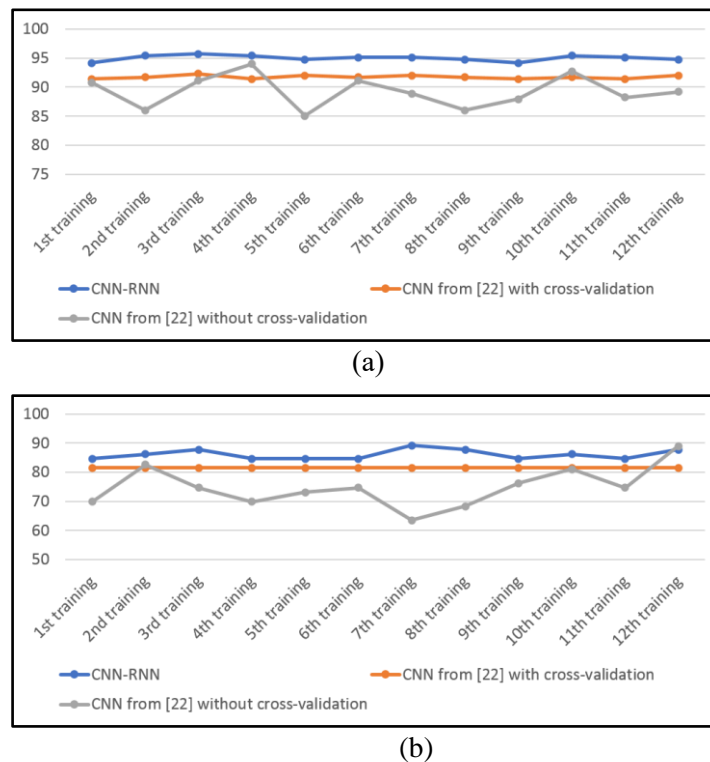 100
95
90
85
80
75
1st training
2nd training
3rd training
4th training
5th training
6th training
7th training
8th training
9th training
10th training
11th training
12th training
CNN-RNN
CNN from [22] with cross-validation
CNN from [22] without cross-validation
(a)
100
90
80
70
60
50
1st training
2nd training
3rd training
4th training
5th training
6th training
7th training
8th training
9th training
10th training
11th training
12th training
CNN-RNN
CNN from [22] with cross-validation
CNN from [22] without cross-validation
(b)